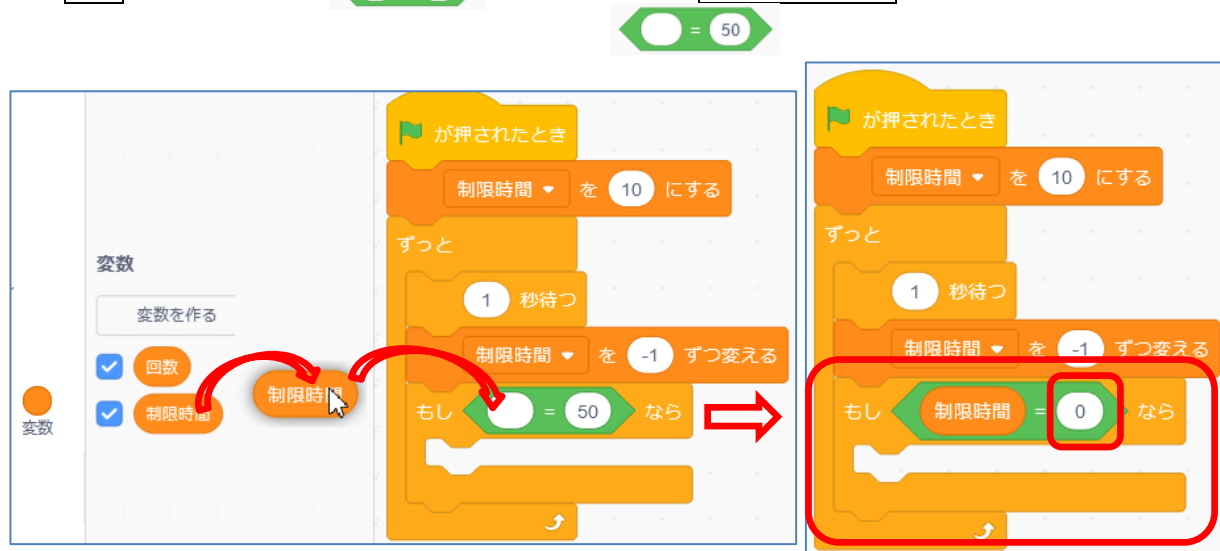 = 50
変数
変数を作る
回数
制限時間
変数
制限時間
が押されたとき
制限時間 を 10 にする
ずっと
1 秒待つ
制限時間 を -1 ずつ変える
もし = 50 なら
が押されたとき
制限時間 を 10 にする
ずっと
1 秒待つ
制限時間 を -1 ずつ変える
もし 制限時間 = 0 なら